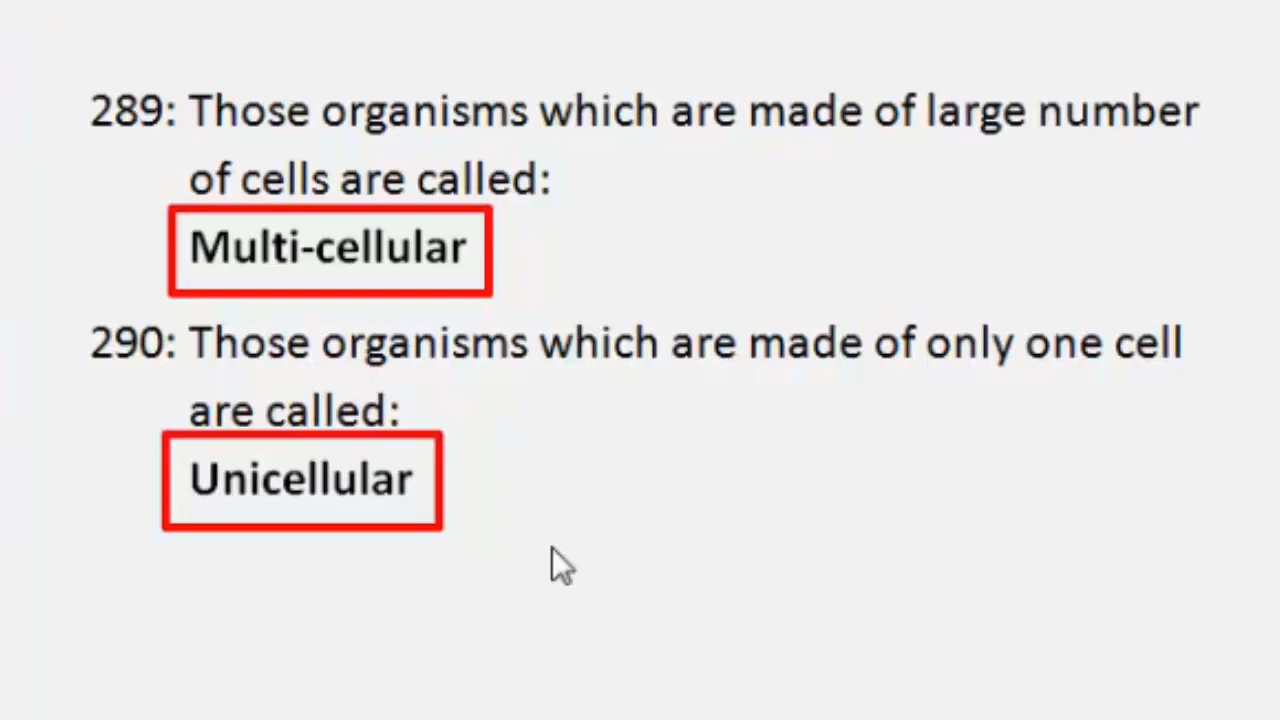 289: Those organisms which are made of large number
of cells are called:
Multi-cellular
290: Those organisms which are made of only one cell
are called:
Unicellular